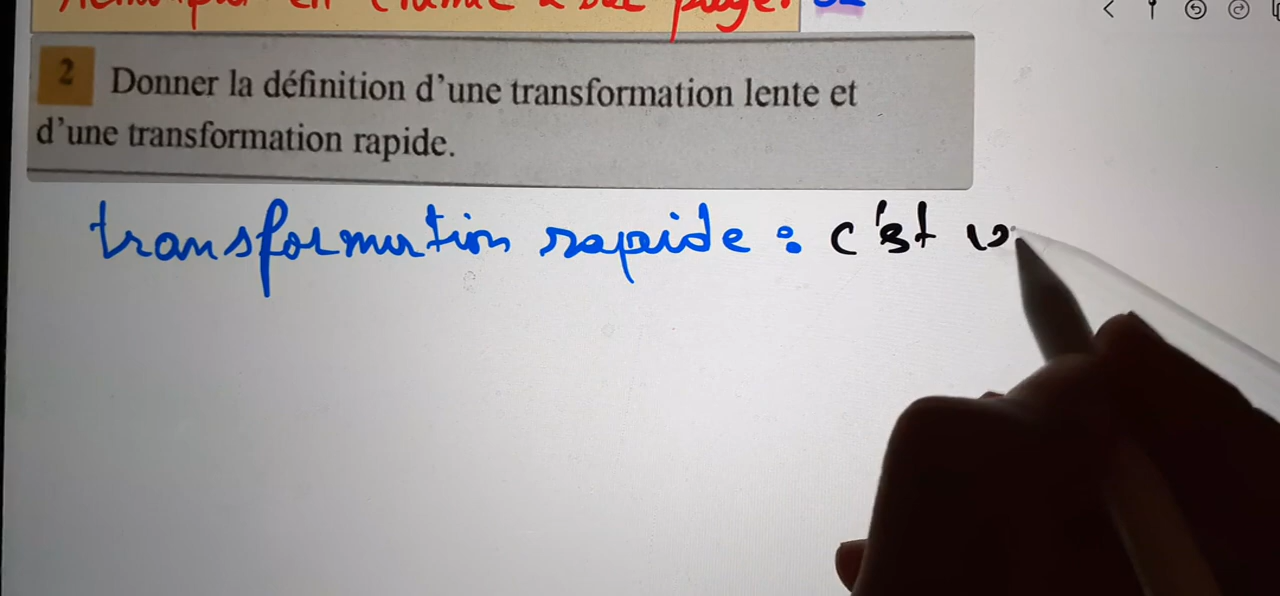 2 Donner la définition d'une transformation lente et
d'une transformation rapide.
transformation rapide : c'est